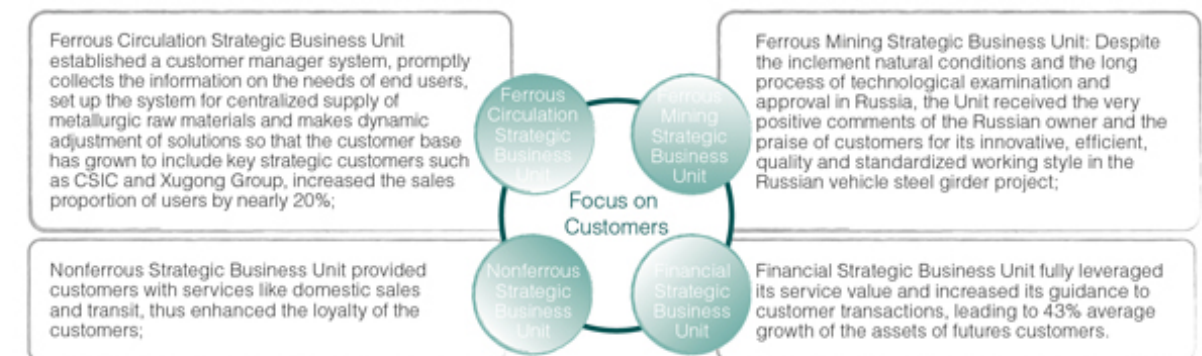 Ferrous Circulation Strategic Business Unit
established a customer manager system, promptly
collects the information on the needs of end users,
set up the system for centralized supply of
metallurgic raw materials and makes dynamic
adjustment of solutions so that the customer base
has grown to include key strategic customers such
as CSIC and Xugong Group, increased the sales
proportion of users by nearly 20%;
Ferrous Mining Strategic Business Unit: Despite
the inclement natural conditions and the long
process of technological examination and
approval in Russia, the Unit received the very
positive comments of the Russian owner and the
praise of customers for its innovative, efficient,
quality and standardized working style in the
Russian vehicle steel girder project;
Ferrous
Circulation
Strategic
Business
Unit
Ferrous
Mining
Strategic
Business
Unit
Focus on
Customers
Nonferrous
Strategic
Business
Unit
Financial
Strategic
Business
Unit
Nonferrous Strategic Business Unit provided
customers with services like domestic sales
and transit, thus enhanced the loyalty of the
customers;
Financial Strategic Business Unit fully leveraged
its service value and increased its guidance to
customer transactions, leading to 43% average
growth of the assets of futures customers.